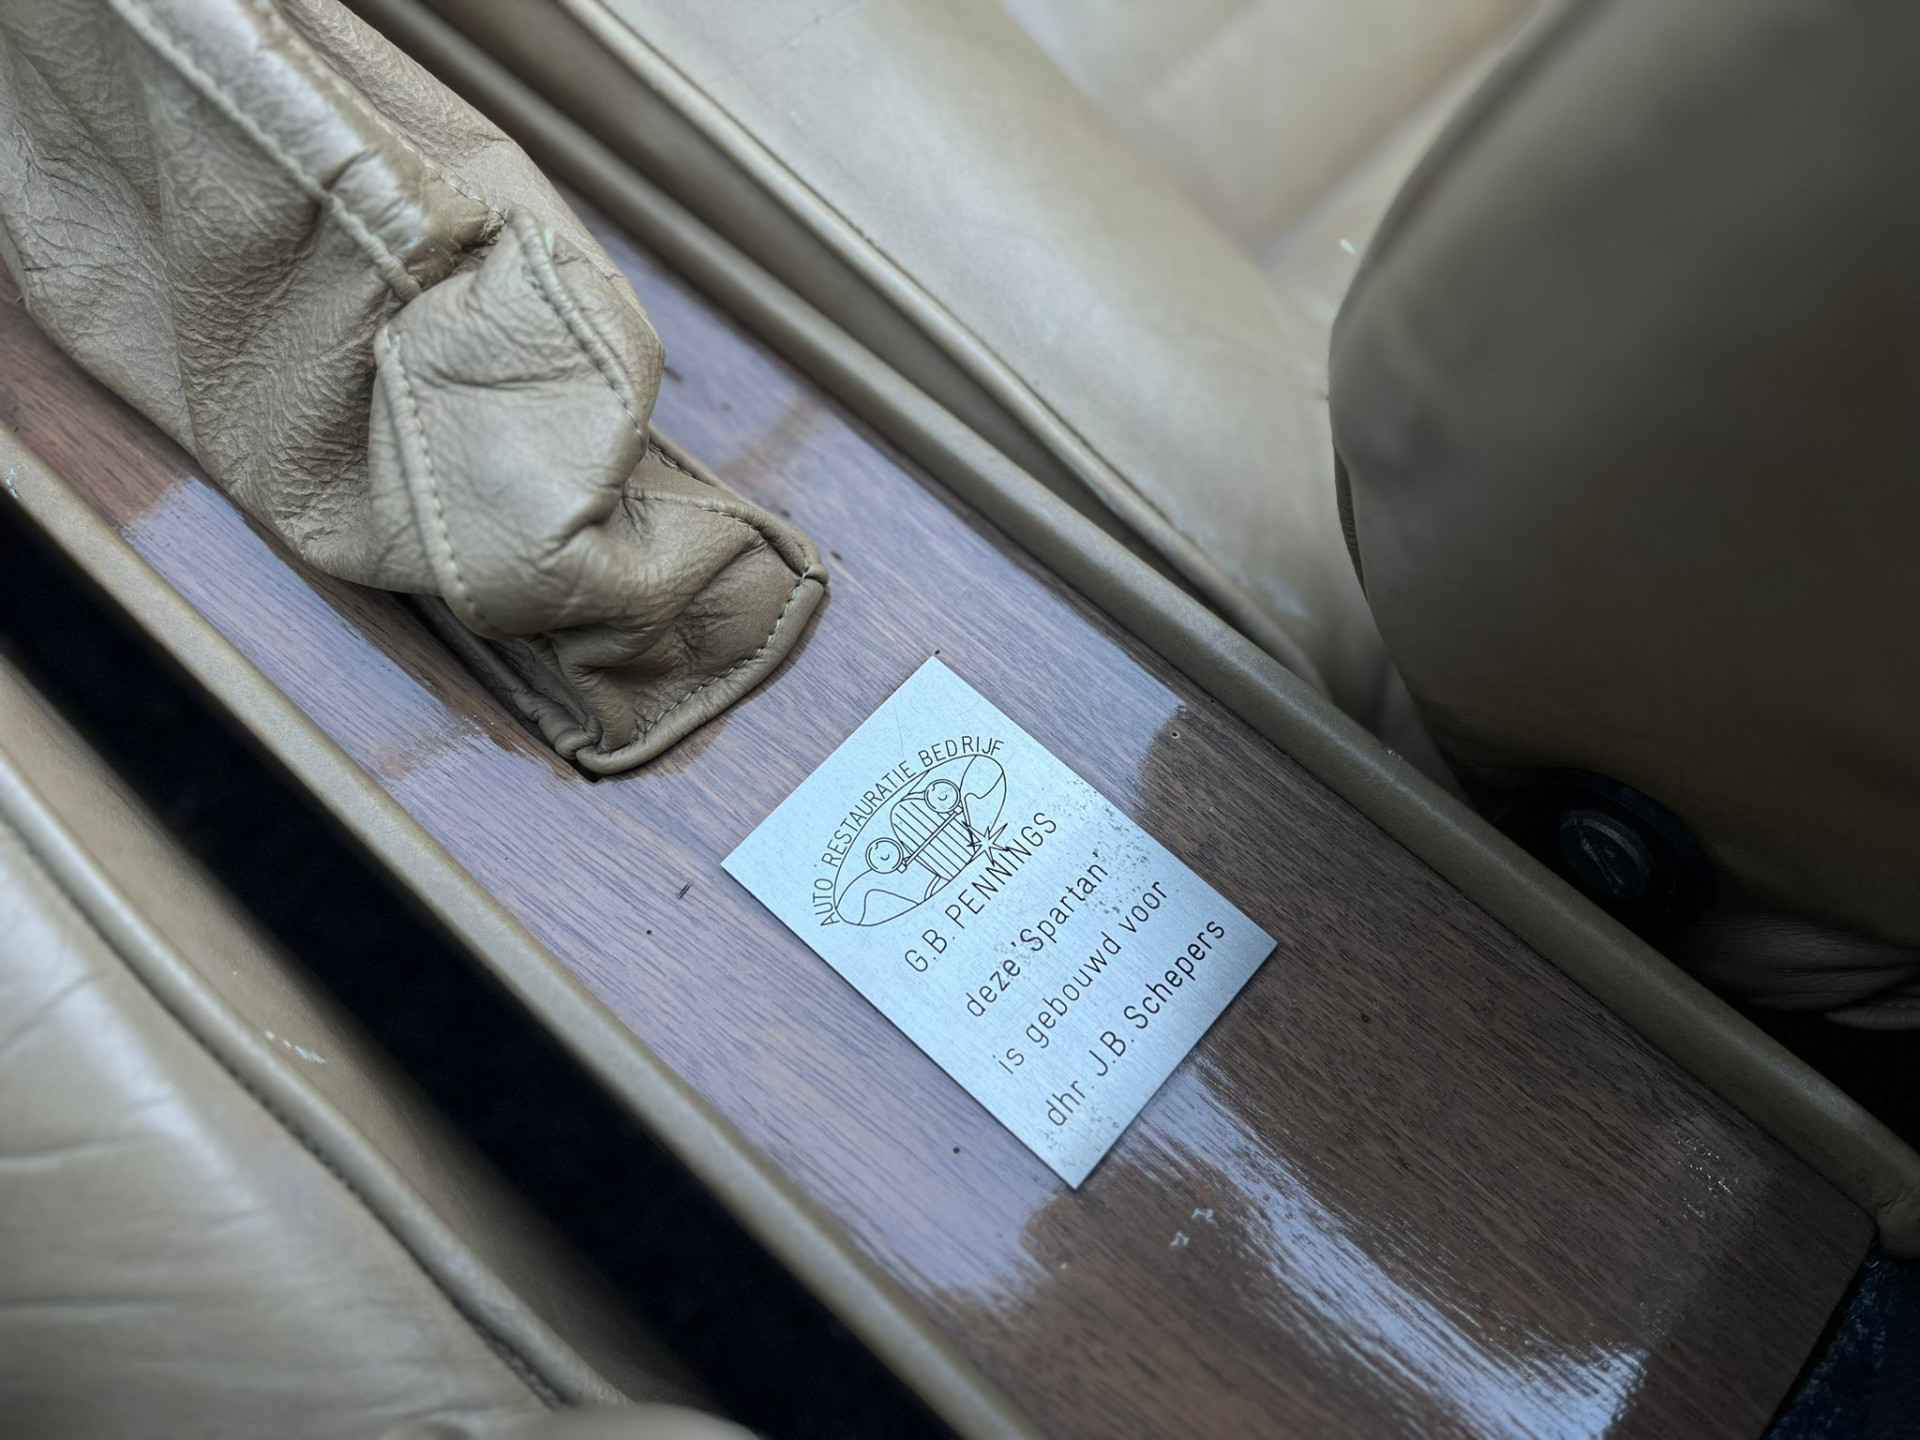 AUTO RESTAURATIE BEDRIJF
G.B. PENNINGS
deze 'Spartan'
is gebouwd voor
dhr. J.B. Schepers